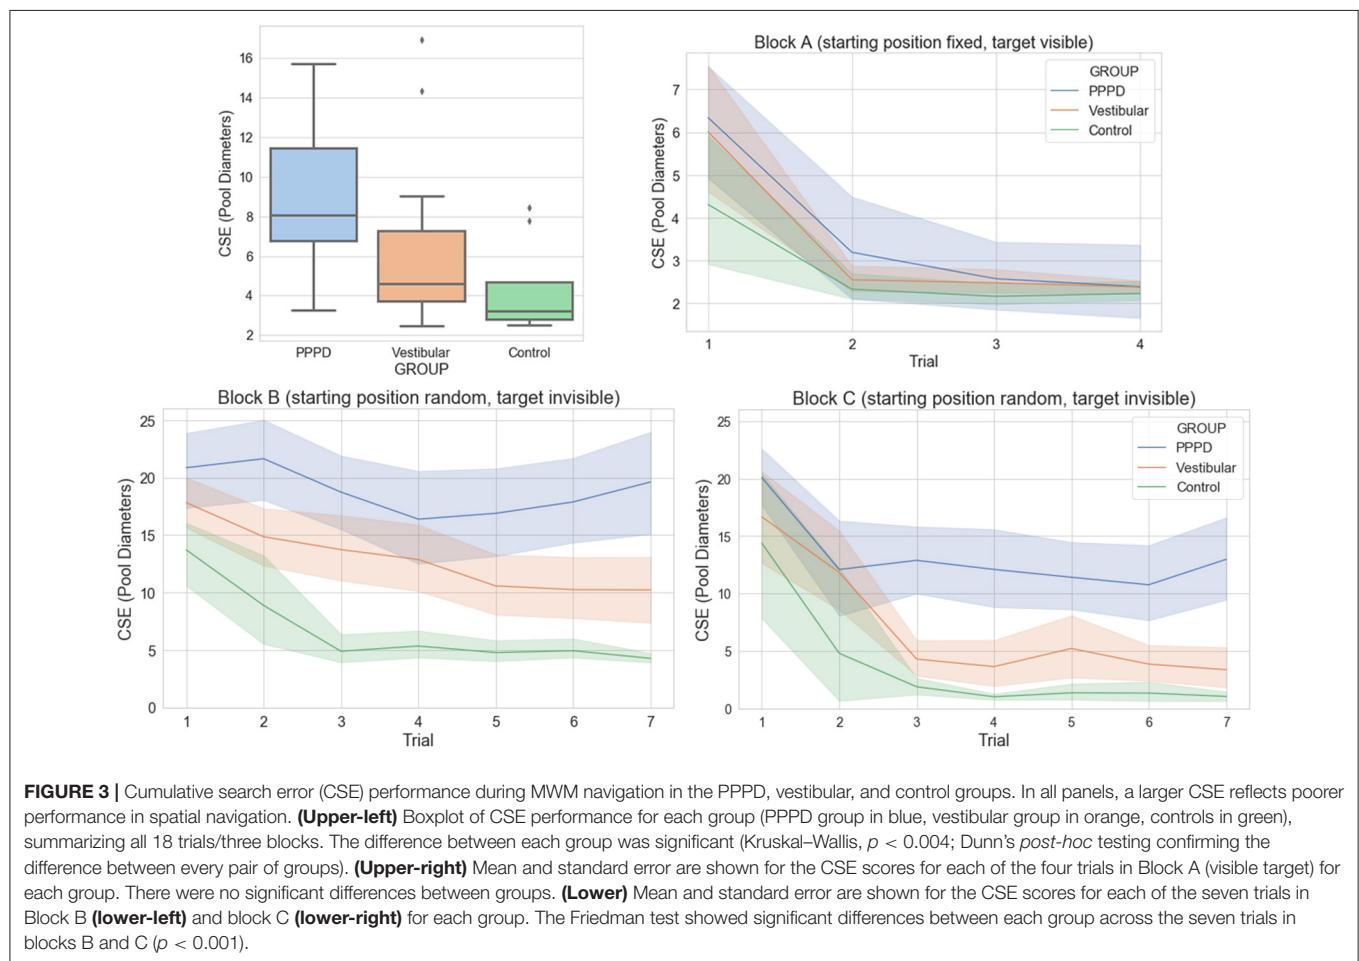 16
14
12
10
8
6
4
2
CSE (Pool Diameters)
PPPD
Vestibular
Control
GROUP
Block A (starting position fixed, target visible)
GROUP
PPPD
Vestibular
Control
7
6
5
4
3
2
CSE (Pool Diameters)
1
2
3
4
Trial
Block B (starting position random, target invisible)
25
20
15
10
5
0
CSE (Pool Diameters)
1
2
3
4
5
6
7
Trial
Block C (starting position random, target invisible)
GROUP
PPPD
Vestibular
Control
25
20
15
10
5
0
CSE (Pool Diameters)
1
2
3
4
5
6
7
Trial
FIGURE 3 | Cumulative search error (CSE) performance during MWM navigation in the PPPD, vestibular, and control groups. In all panels, a larger CSE reflects poorer
performance in spatial navigation. (Upper-left) Boxplot of CSE performance for each group (PPPD group in blue, vestibular group in orange, controls in green),
summarizing all 18 trials/three blocks. The difference between each group was significant (Kruskal–Wallis, p < 0.004; Dunn's post-hoc testing confirming the
difference between every pair of groups). (Upper-right) Mean and standard error are shown for the CSE scores for each of the four trials in Block A (visible target) for
each group. There were no significant differences between groups. (Lower) Mean and standard error are shown for the CSE scores for each of the seven trials in
Block B (lower-left) and block C (lower-right) for each group. The Friedman test showed significant differences between each group across the seven trials in
blocks B and C (p < 0.001).